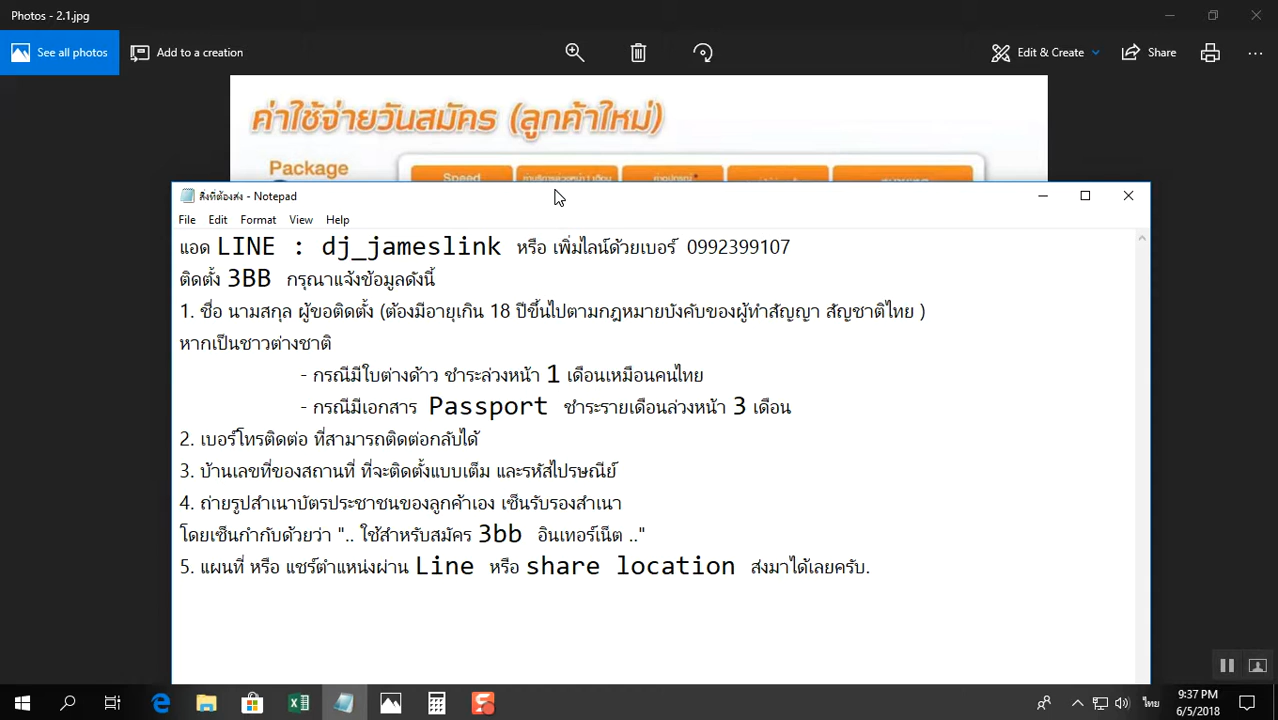 Photos - 2.1.jpg
See all photos
Add to a creation
Edit & Create
Share
ค่าใช้จ่ายวันสมัคร (ลูกค้าใหม่)
Package
Speed
สิ่งที่ต้องส่ง - Notepad
File Edit Format View Help
แอด LINE : dj_jameslink หรือ เพิ่มไลน์ด้วยเบอร์ 0992399107
ติดตั้ง 3BB กรุณาแจ้งข้อมูลดังนี้
1. ชื่อ นามสกุล ผู้ขอติดตั้ง (ต้องมีอายุเกิน 18 ปีขึ้นไปตามกฎหมายบังคับของผู้ทำสัญญา สัญชาติไทย )
หากเป็นชาวต่างชาติ
- กรณีมีใบต่างด้าว ชำระล่วงหน้า 1 เดือนเหมือนคนไทย
- กรณีมีเอกสาร Passport ชำระรายเดือนล่วงหน้า 3 เดือน
2. เบอร์โทรติดต่อ ที่สามารถติดต่อกลับได้
3. บ้านเลขที่ของสถานที่ ที่จะติดตั้งแบบเต็ม และรหัสไปรษณีย์
4. ถ่ายรูปสำเนาบัตรประชาชนของลูกค้าเอง เซ็นรับรองสำเนา
โดยเซ็นกำกับด้วยว่า ".. ใช้สำหรับสมัคร 3bb อินเทอร์เน็ต .."
5. แผนที่ หรือ แชร์ตำแหน่งผ่าน Line หรือ share location ส่งมาได้เลยครับ.
ไทย
9:37 PM
6/5/2018